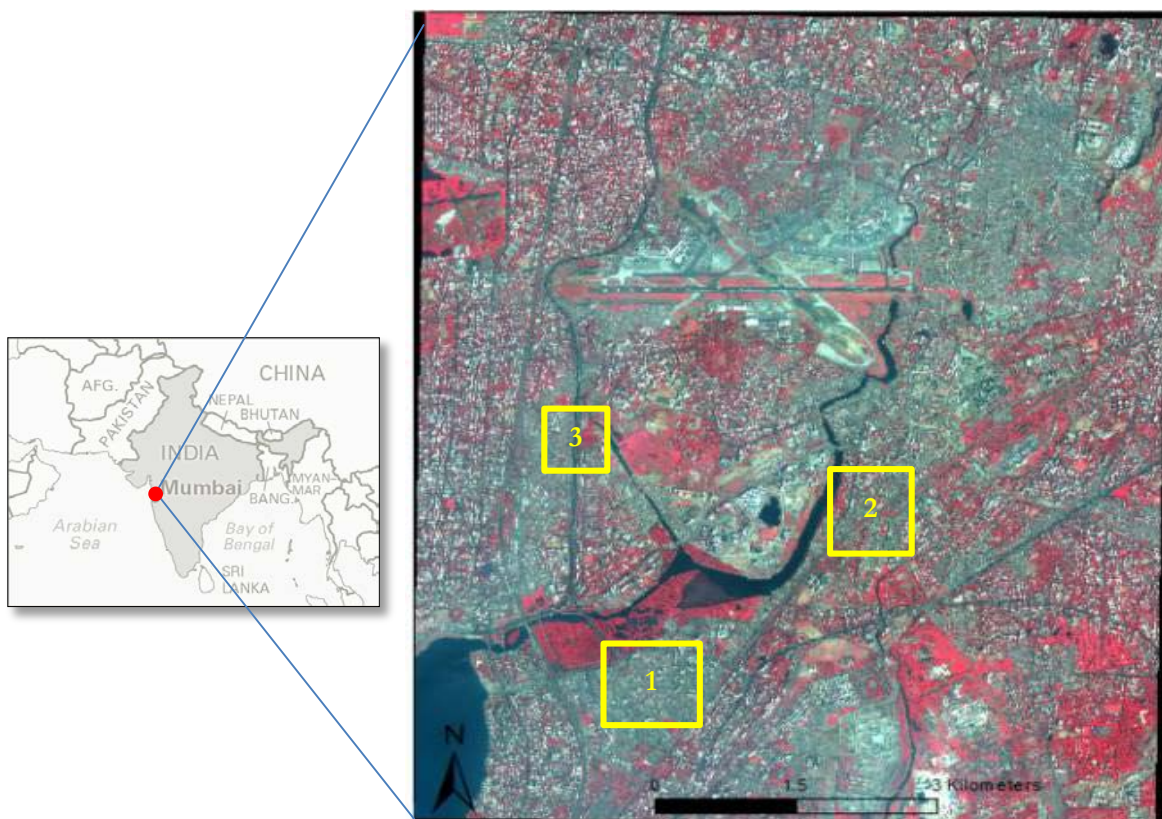 CHINA
AFG.
PAKISTAN
NEPAL
BHUTAN
INDIA
Mumbai
BANG.
MYAN-
MAR
Arabian
Sea
Bay of
Bengal
SRI
LANKA
3
2
1
N
0 1.5 3 Kilometers